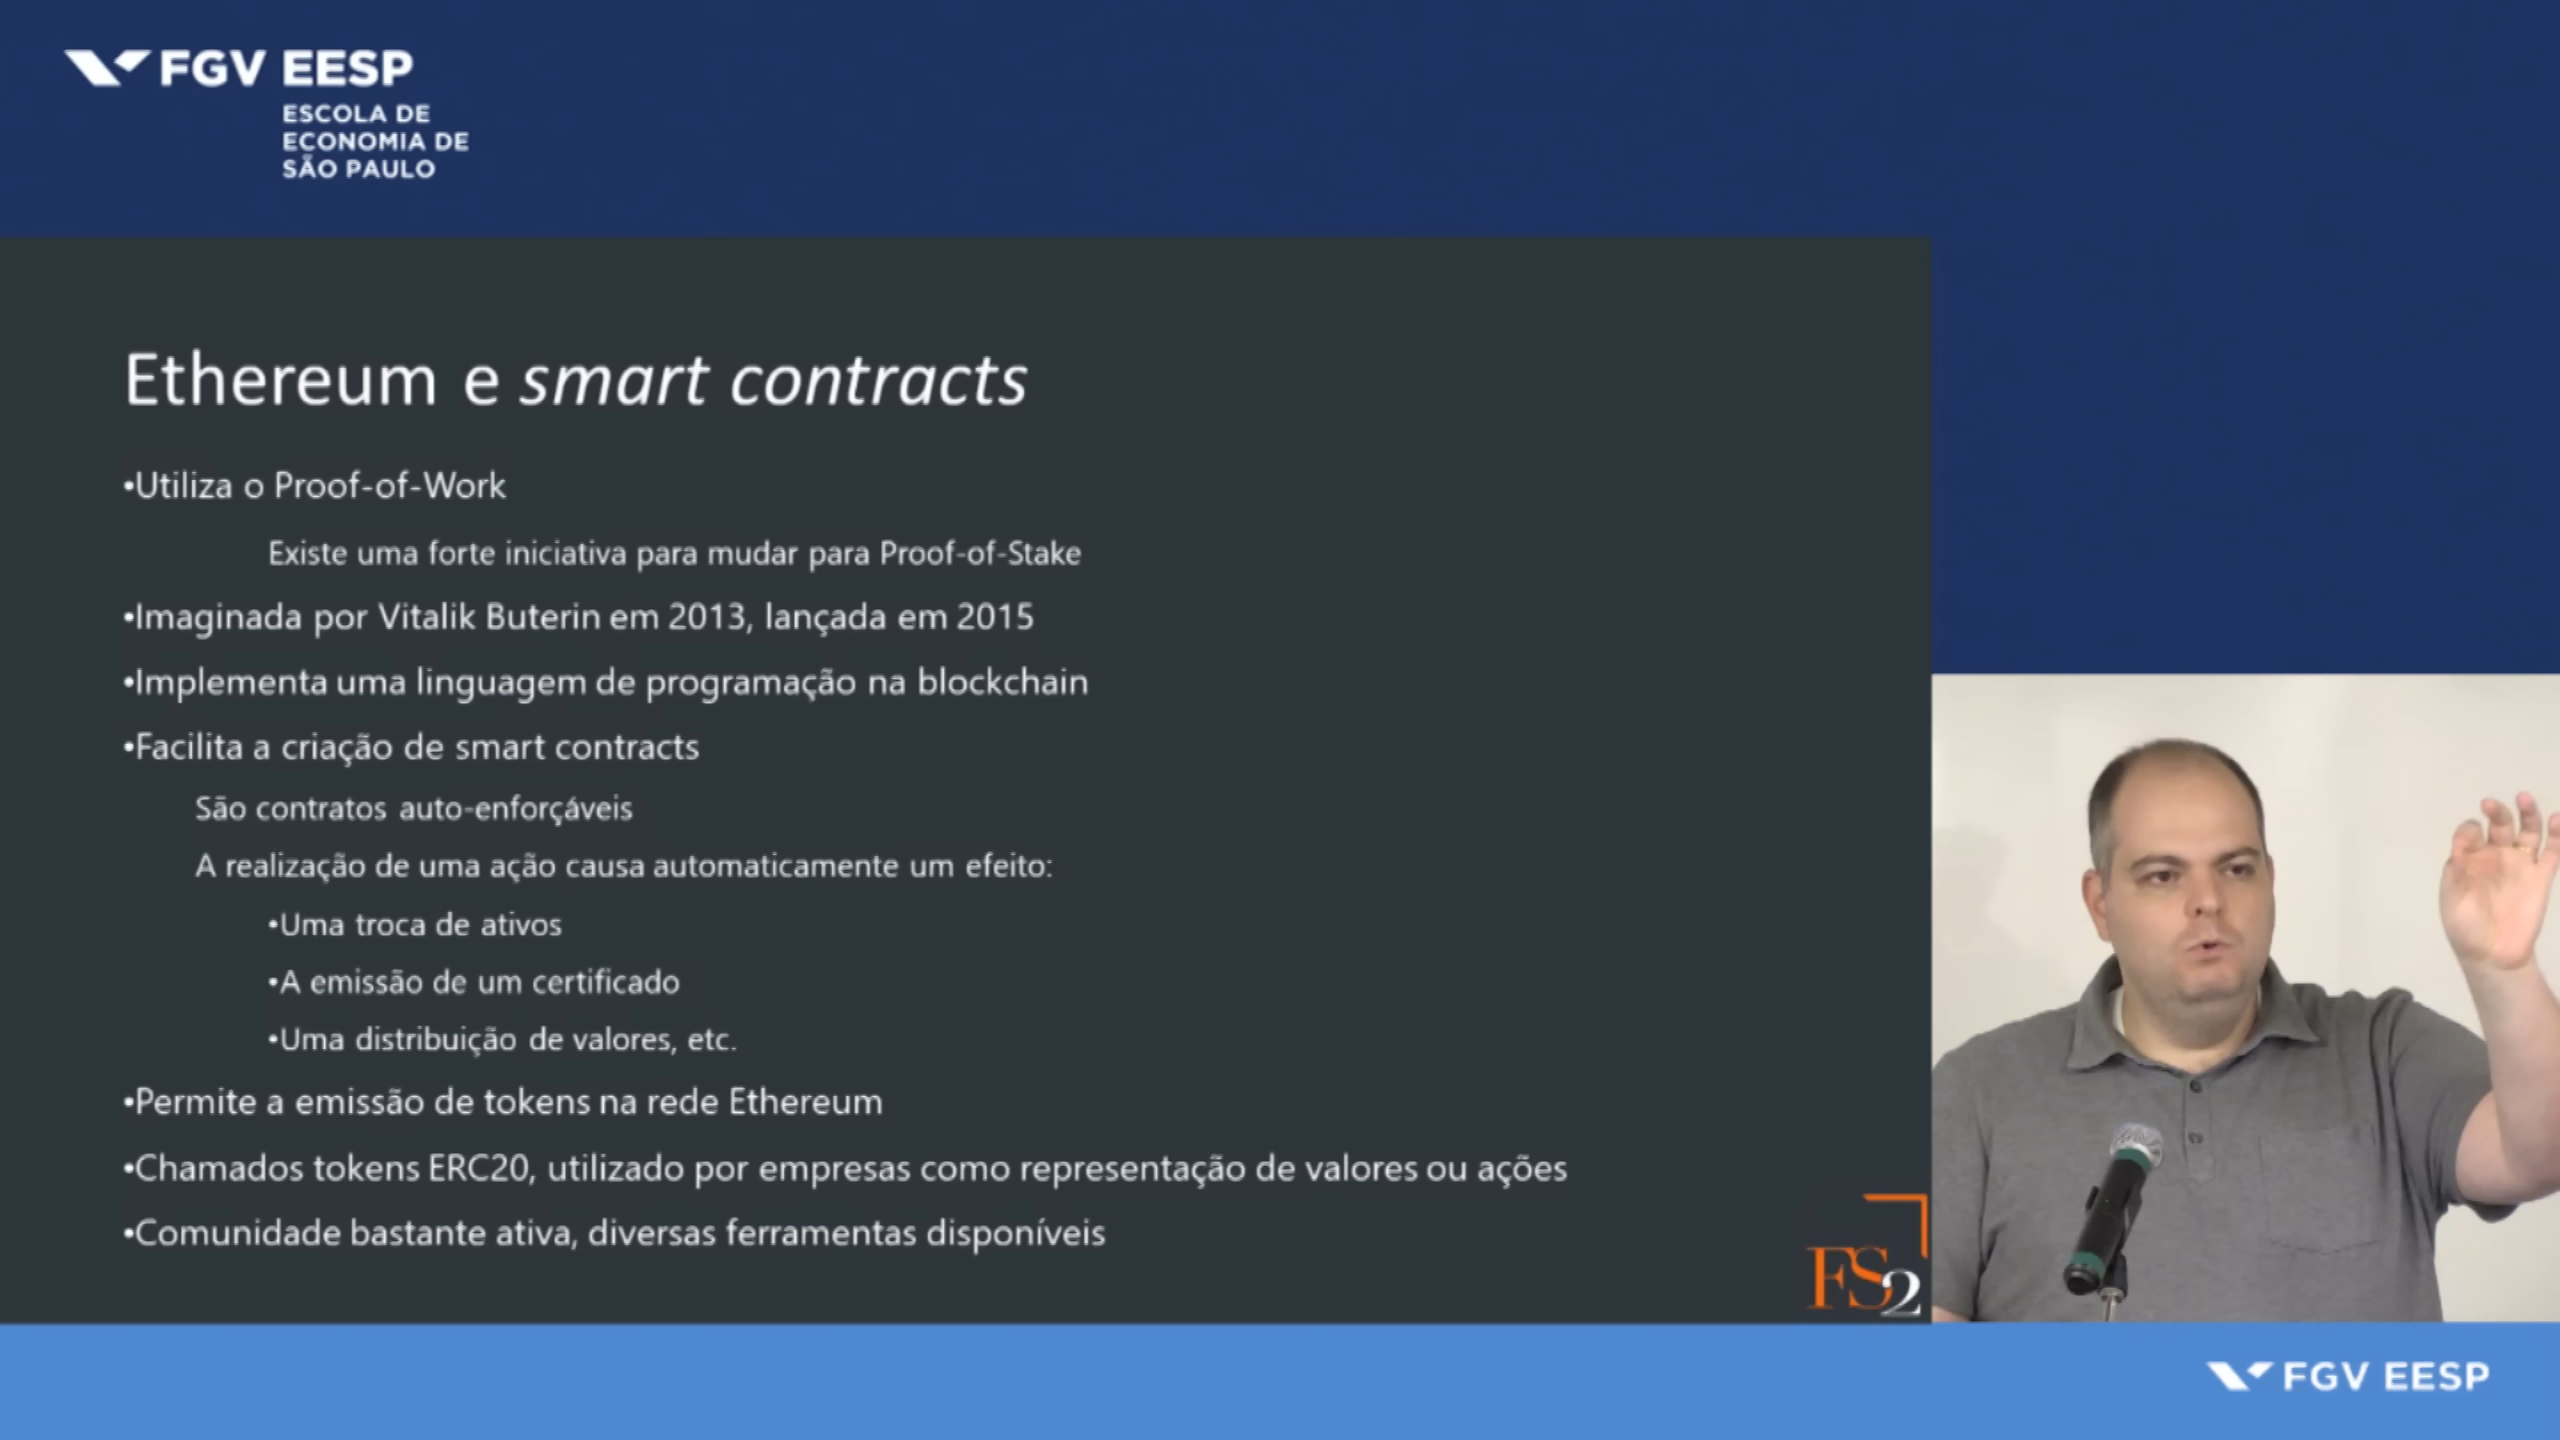 FGV EESP
ESCOLA DE
ECONOMIA DE
SÃO PAULO
Ethereum e smart contracts
•Utiliza o Proof-of-Work
Existe uma forte iniciativa para mudar para Proof-of-Stake
•Imaginada por Vitalik Buterin em 2013, lançada em 2015
•Implementa uma linguagem de programação na blockchain
•Facilita a criação de smart contracts
São contratos auto-enforçáveis
A realização de uma ação causa automaticamente um efeito:
•Uma troca de ativos
•A emissão de um certificado
•Uma distribuição de valores, etc.
•Permite a emissão de tokens na rede Ethereum
•Chamados tokens ERC20, utilizado por empresas como representação de valores ou ações
•Comunidade bastante ativa, diversas ferramentas disponíveis
FS2
FGV EESP